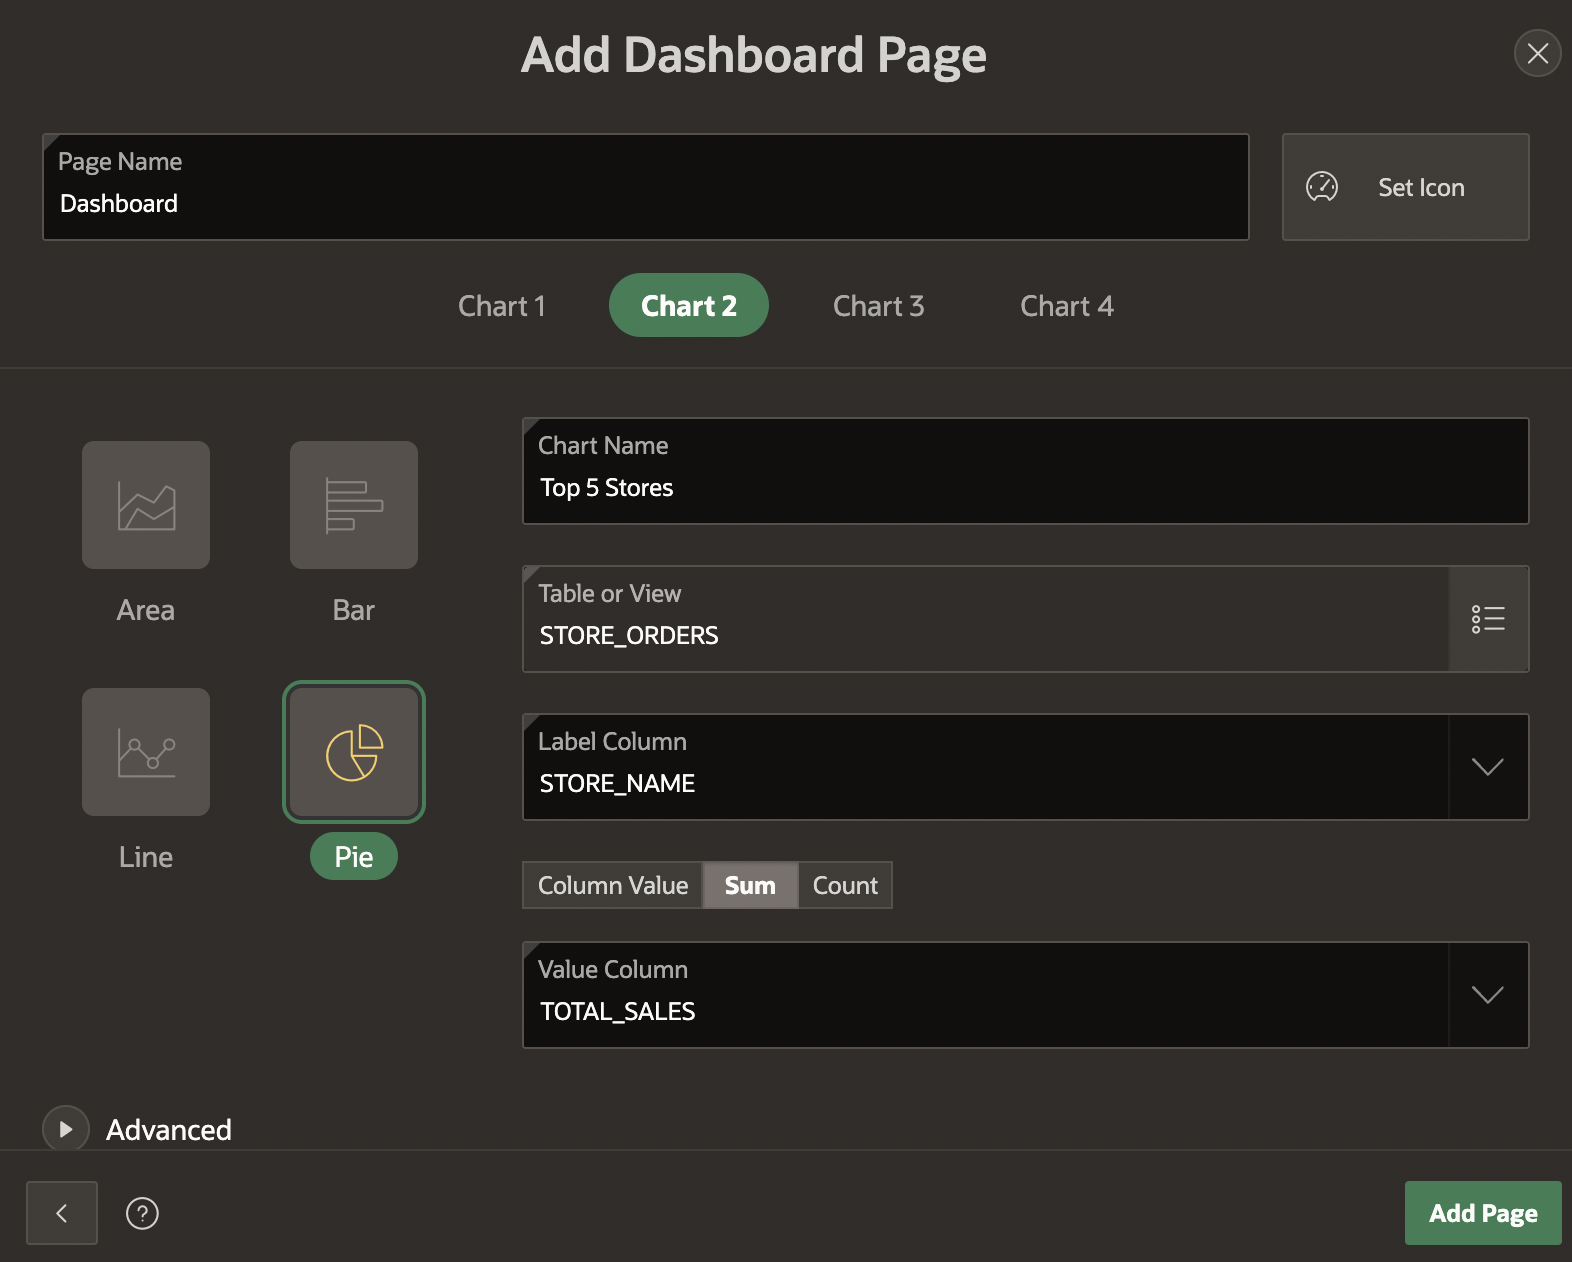 Add Dashboard Page
Page Name
Dashboard
Set Icon
Chart 1
Chart 2
Chart 3
Chart 4
Area
Bar
Line
Pie
Chart Name
Top 5 Stores
Table or View
STORE_ORDERS
Label Column
STORE_NAME
Column Value
Sum
Count
Value Column
TOTAL_SALES
Advanced
?
Add Page